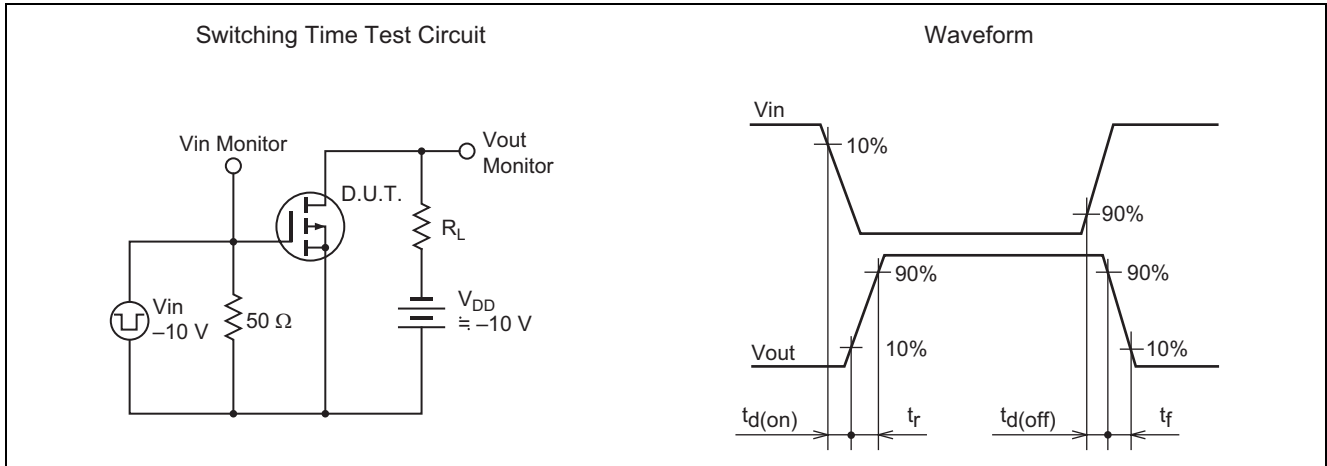 Switching Time Test Circuit
Vin Monitor
Vout
Monitor
D.U.T.
RL
Vin
–10 V
50 Ω
VDD
≒ –10 V
Waveform
Vin
10%
90%
90%
90%
Vout
10%
10%
td(on)
tr
td(off)
tf